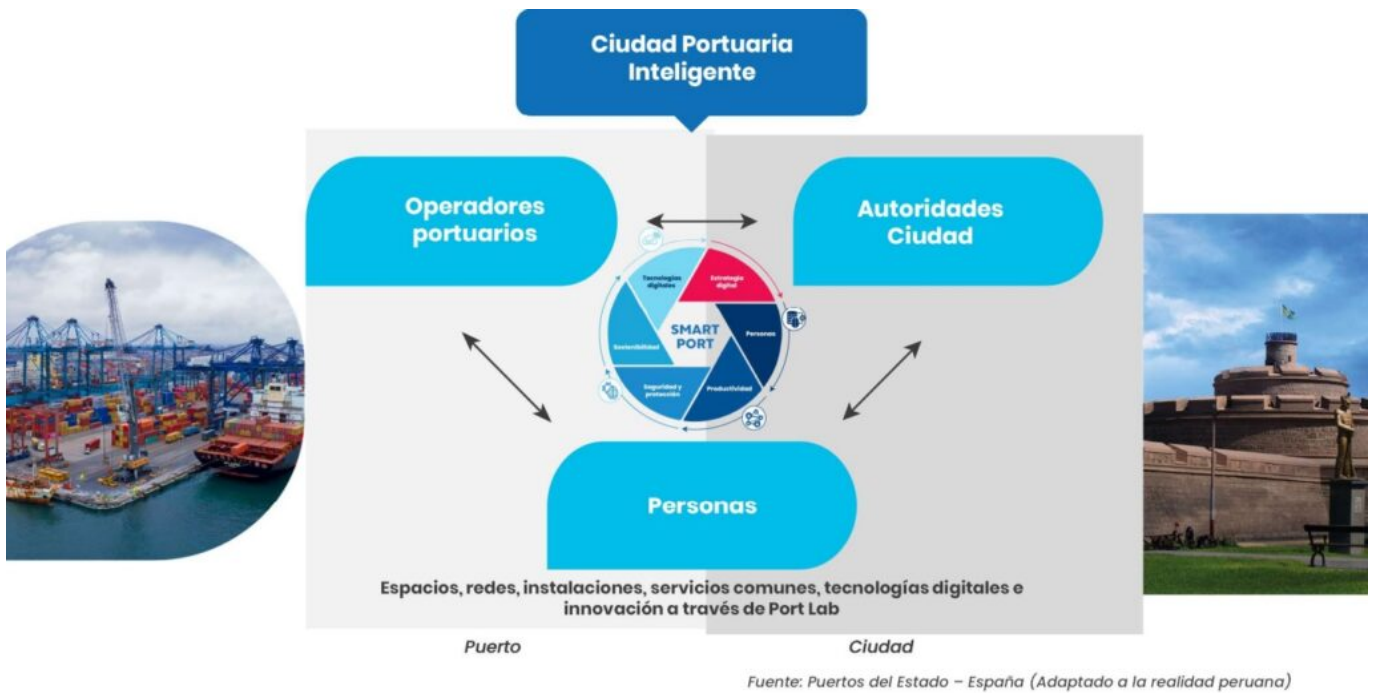 Ciudad Portuaria
Inteligente
Operadores
portuarios
Autoridades
Ciudad
Tecnologías
digitales
Estrategia
digital
Sostenibilidad
SMART
PORT
Personas
Seguridad y
protección
Productividad
Personas
Espacios, redes, instalaciones, servicios comunes, tecnologías digitales e
innovación a través de Port Lab
Puerto
Ciudad
Fuente: Puertos del Estado – España (Adaptado a la realidad peruana)